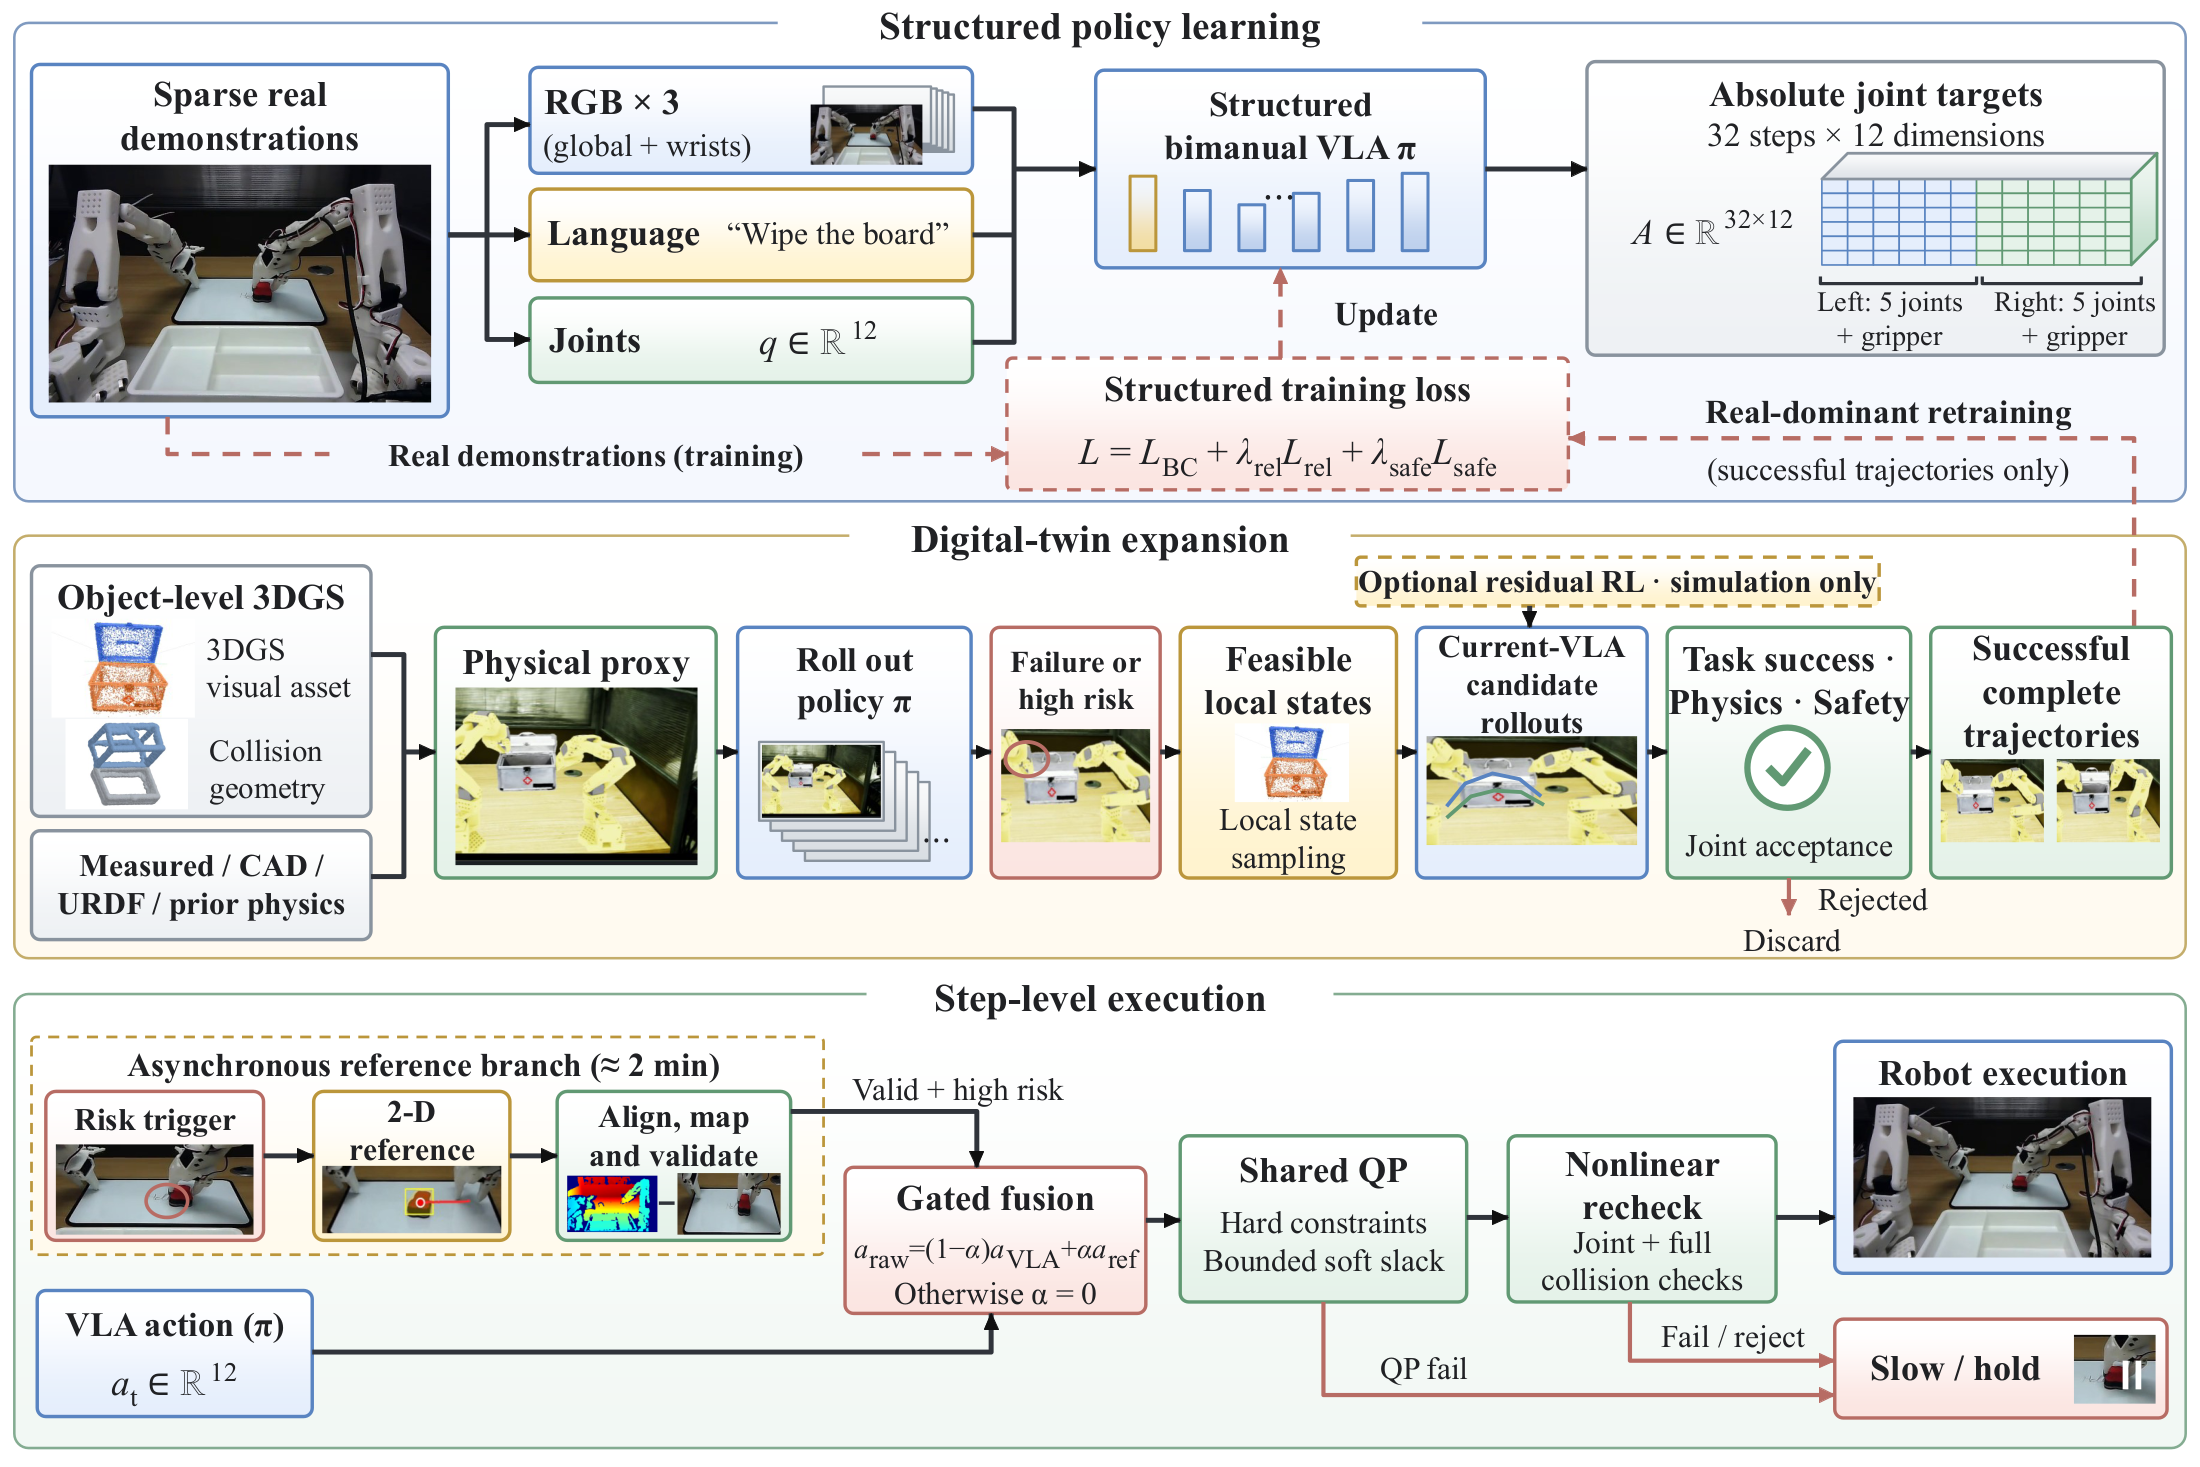 Structured policy learning
Sparse real
demonstrations
RGB × 3
(global + wrists)
Language “Wipe the board”
Joints q ∈ ℝ¹²
Structured
bimanual VLA π
...
Absolute joint targets
32 steps × 12 dimensions
A ∈ ℝ³²ˣ¹²
Left: 5 joints
+ gripper
Right: 5 joints
+ gripper
Update
Structured training loss
L = L_BC + λ_rel L_rel + λ_safe L_safe
Real demonstrations (training)
Real-dominant retraining
(successful trajectories only)
Digital-twin expansion
Object-level 3DGS
3DGS
visual asset
Collision
geometry
Measured / CAD /
URDF / prior physics
Physical proxy
Roll out
policy π
...
Failure or
high risk
Feasible
local states
Local state
sampling
Optional residual RL · simulation only
Current-VLA
candidate
rollouts
Task success ·
Physics · Safety
Joint acceptance
Rejected
Discard
Successful
complete
trajectories
Step-level execution
Asynchronous reference branch (≈ 2 min)
Risk trigger
2-D
reference
Align, map
and validate
Valid + high risk
VLA action (π)
a_t ∈ ℝ¹²
Gated fusion
a_raw=(1−α)a_VLA+αa_ref
Otherwise α = 0
Shared QP
Hard constraints
Bounded soft slack
Nonlinear
recheck
Joint + full
collision checks
Robot execution
Fail / reject
QP fail
Slow / hold